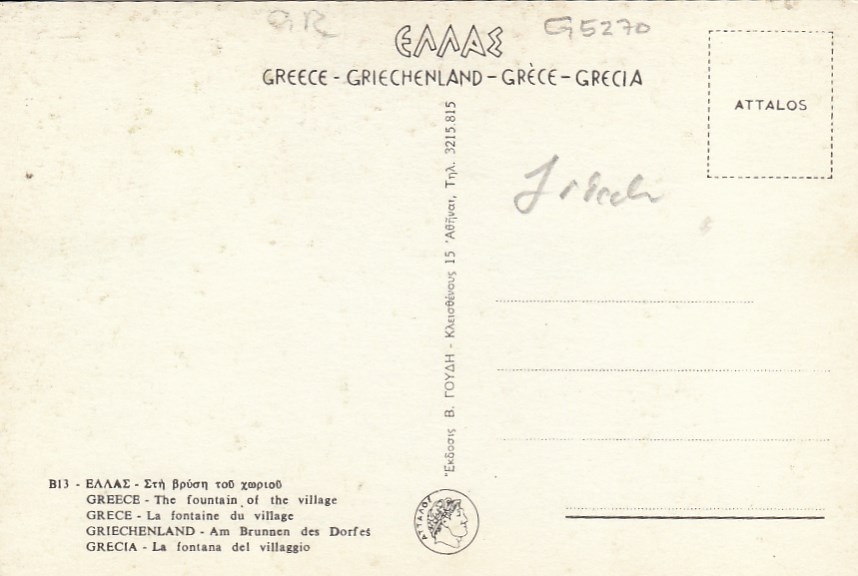 GR
G5270
ΕΛΛΑΣ
GREECE - GRIECHENLAND - GRÈCE - GRECIA
ATTALOS
Ἔκδοσις Β. ΓΟΥΔΗ - Κλεισθένους 15 Ἀθῆναι, Τηλ. 3215.815
B13 - ΕΛΛΑΣ - Στὴ βρύση τοῦ χωριοῦ
GREECE - The fountain of the village
GRECE - La fontaine du village
GRIECHENLAND - Am Brunnen des Dorfes
GRECIA - La fontana del villaggio
ΑΤΤΑΛΟΣ